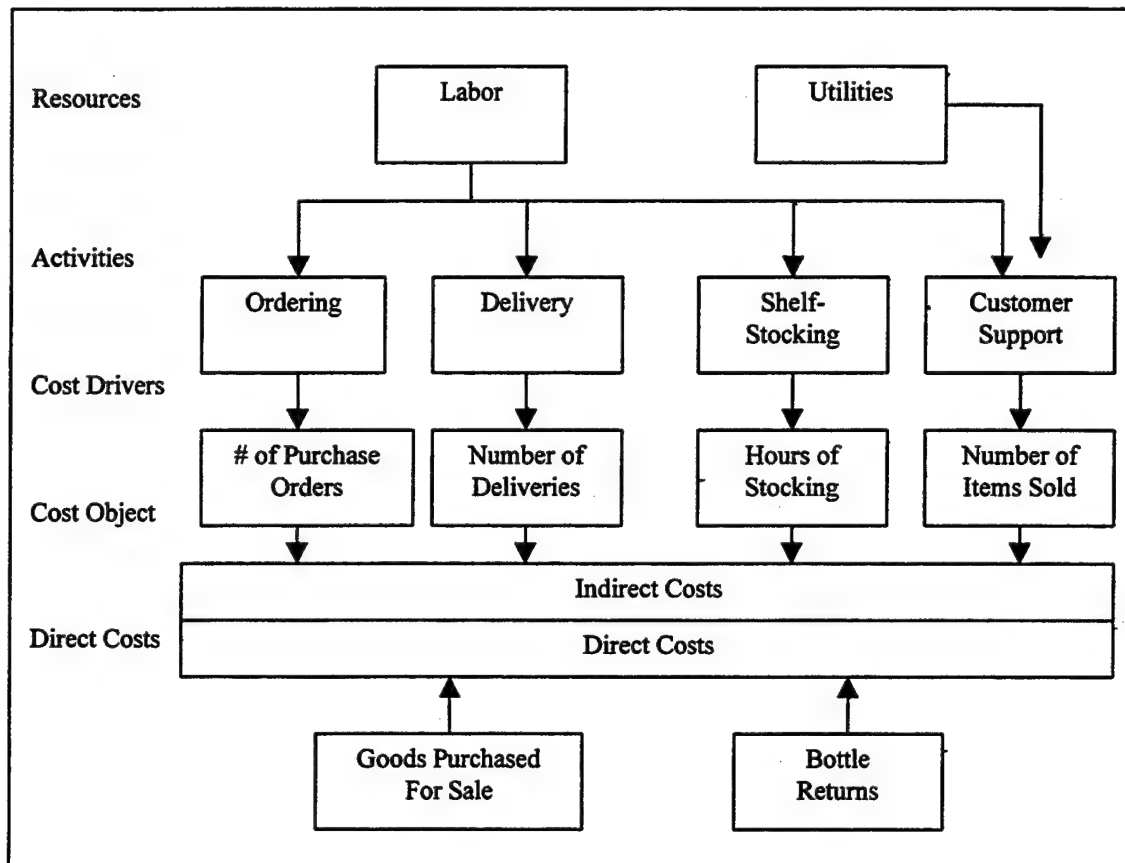 Resources
Labor
Utilities
Activities
Ordering
Delivery
Shelf-
Stocking
Customer
Support
Cost Drivers
# of Purchase
Orders
Number of
Deliveries
Hours of
Stocking
Number of
Items Sold
Cost Object
Indirect Costs
Direct Costs
Direct Costs
Goods Purchased
For Sale
Bottle
Returns